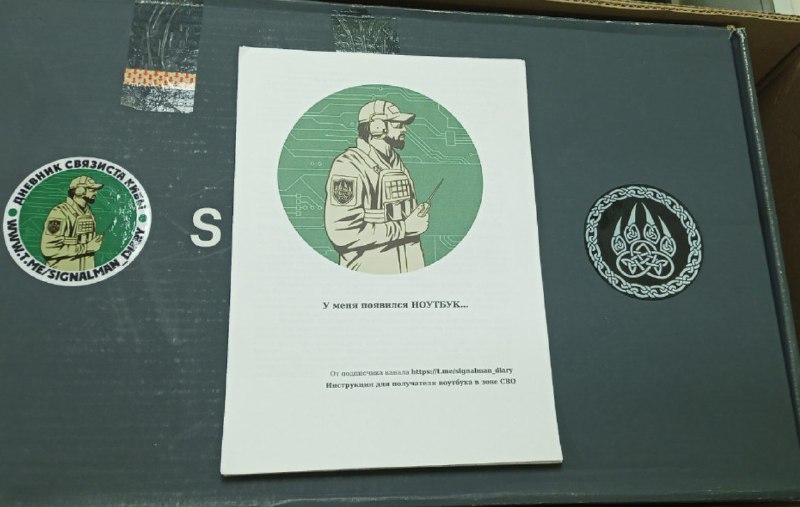 ДНЕВНИК СВЯЗИСТА КИБЫ
WWW.T.ME/SIGNALMAN_DIARY
S
У меня появился НОУТБУК...
От подписчика канала https://t.me/signalman_diary
Инструкция для получателя ноутбука в зоне СВО